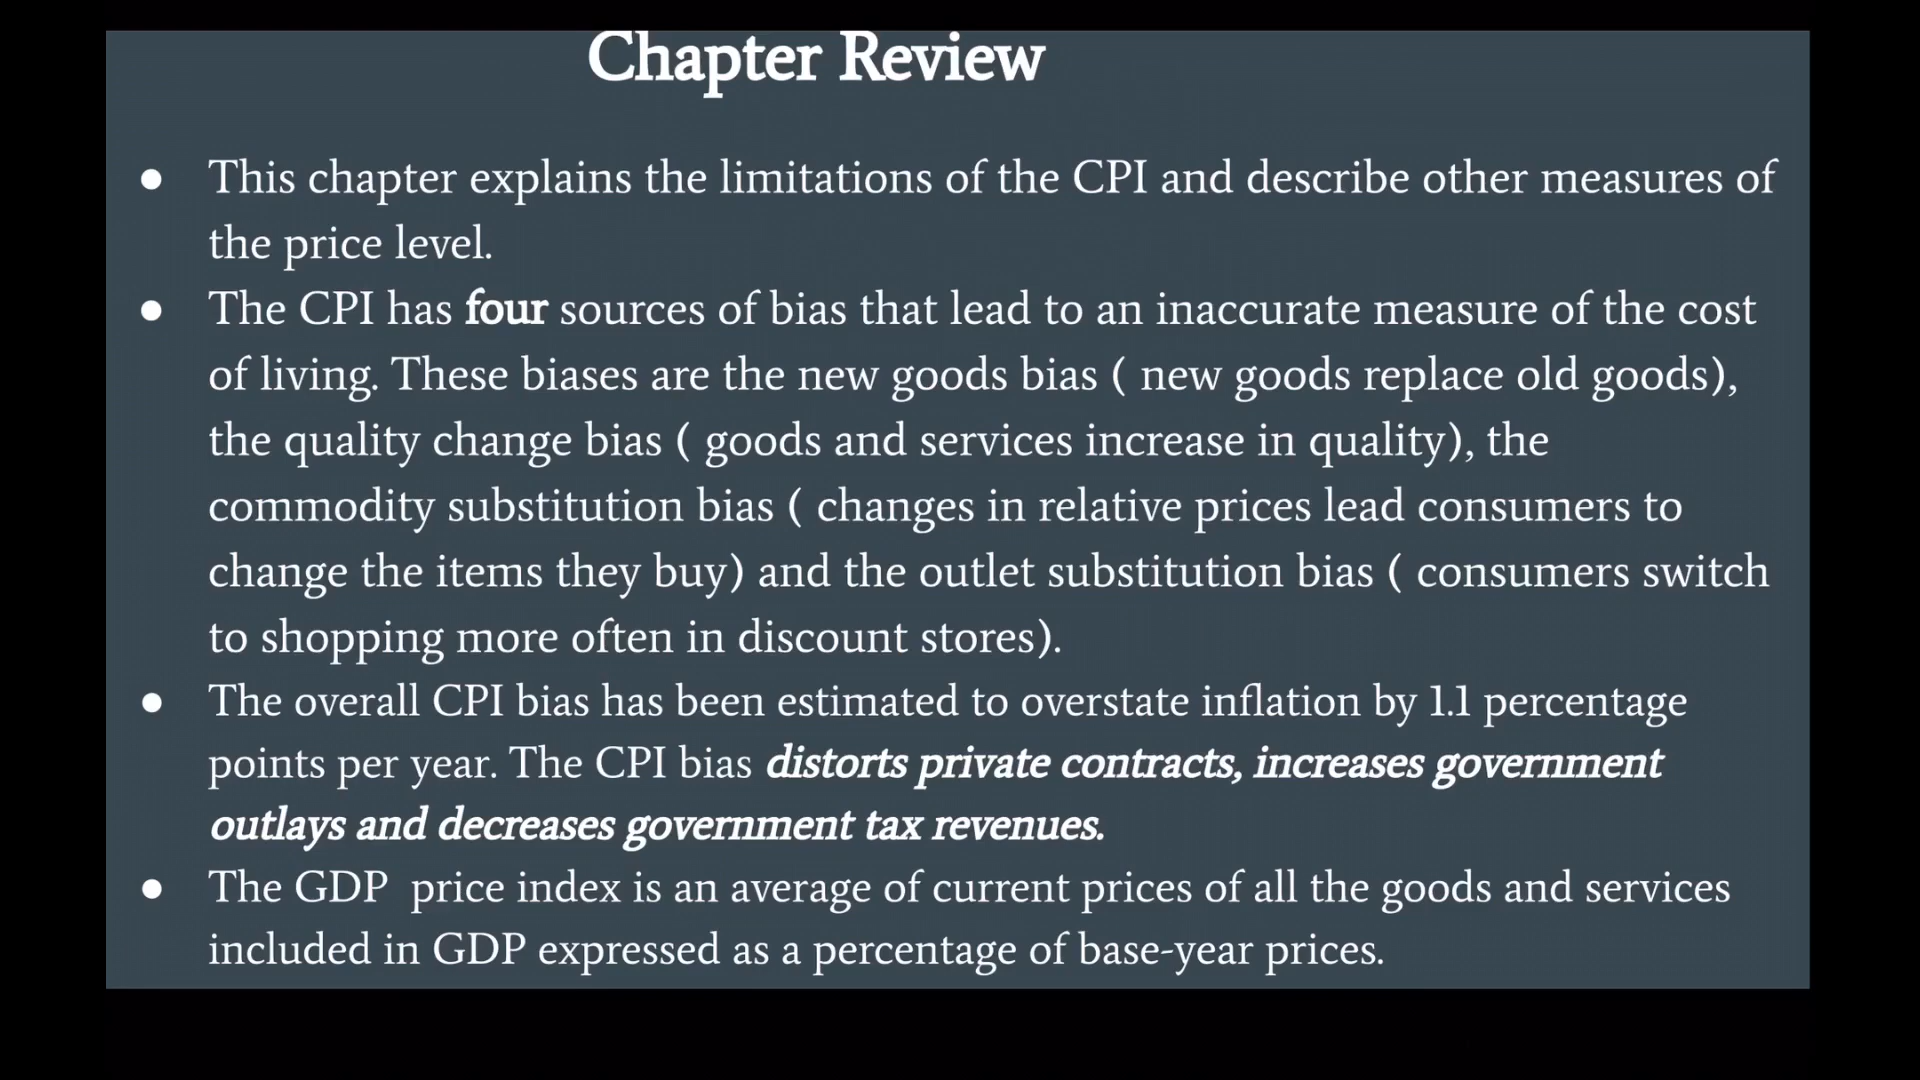 Chapter Review
● This chapter explains the limitations of the CPI and describe other measures of
the price level.
● The CPI has four sources of bias that lead to an inaccurate measure of the cost
of living. These biases are the new goods bias ( new goods replace old goods),
the quality change bias ( goods and services increase in quality), the
commodity substitution bias ( changes in relative prices lead consumers to
change the items they buy) and the outlet substitution bias ( consumers switch
to shopping more often in discount stores).
● The overall CPI bias has been estimated to overstate inflation by 1.1 percentage
points per year. The CPI bias distorts private contracts, increases government
outlays and decreases government tax revenues.
● The GDP  price index is an average of current prices of all the goods and services
included in GDP expressed as a percentage of base-year prices.